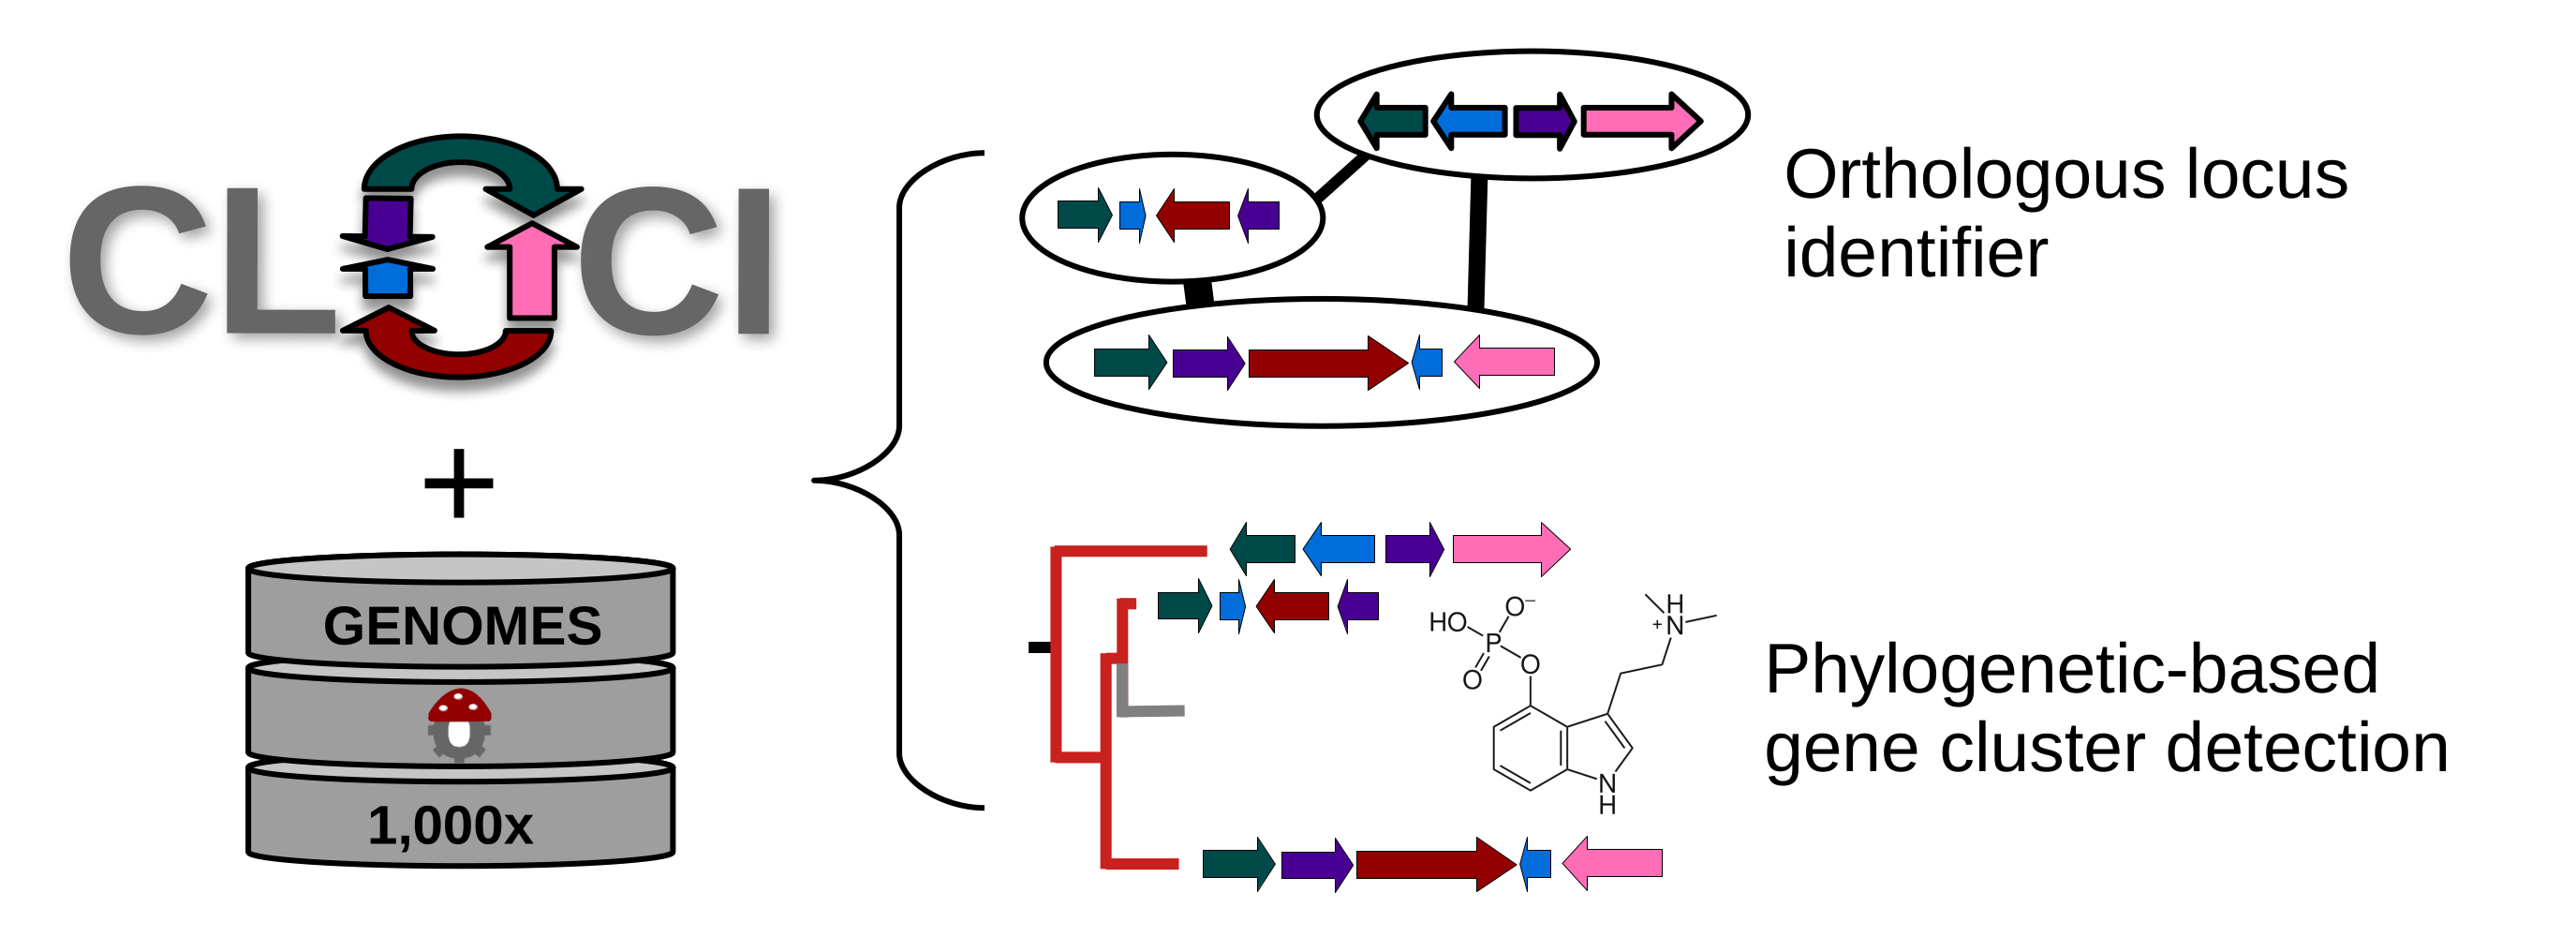 CLOCI
+
GENOMES
1,000x
Orthologous locus
identifier
HO
O⁻
P
O
O
H
+ N
N
H
Phylogenetic-based
gene cluster detection